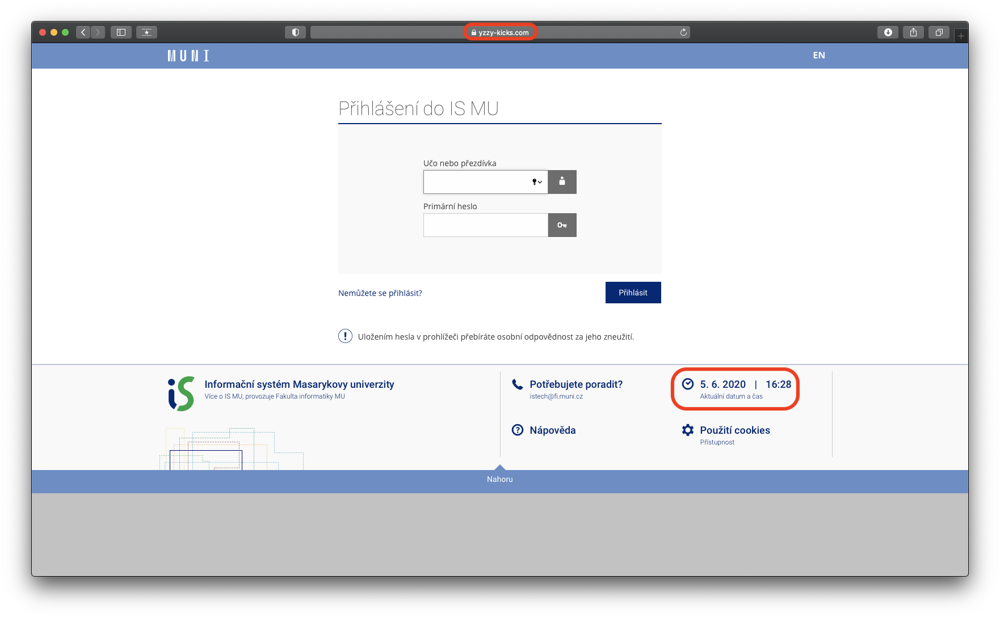 yzzy-kicks.com
MUNI
EN
Přihlášení do IS MU
Učo nebo přezdívka
Primární heslo
Nemůžete se přihlásit?
Přihlásit
Uložením hesla v prohlížeči přebíráte osobní odpovědnost za jeho zneužití.
iS
Informační systém Masarykovy univerzity
Více o IS MU, provozuje Fakulta informatiky MU
Potřebujete poradit?
istech@fi.muni.cz
5. 6. 2020 | 16:28
Aktuální datum a čas
Nápověda
Použití cookies
Přístupnost
Nahoru